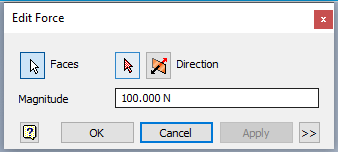 Edit Force
x
Faces
Direction
Magnitude
100.000 N
?
OK
Cancel
Apply
>>